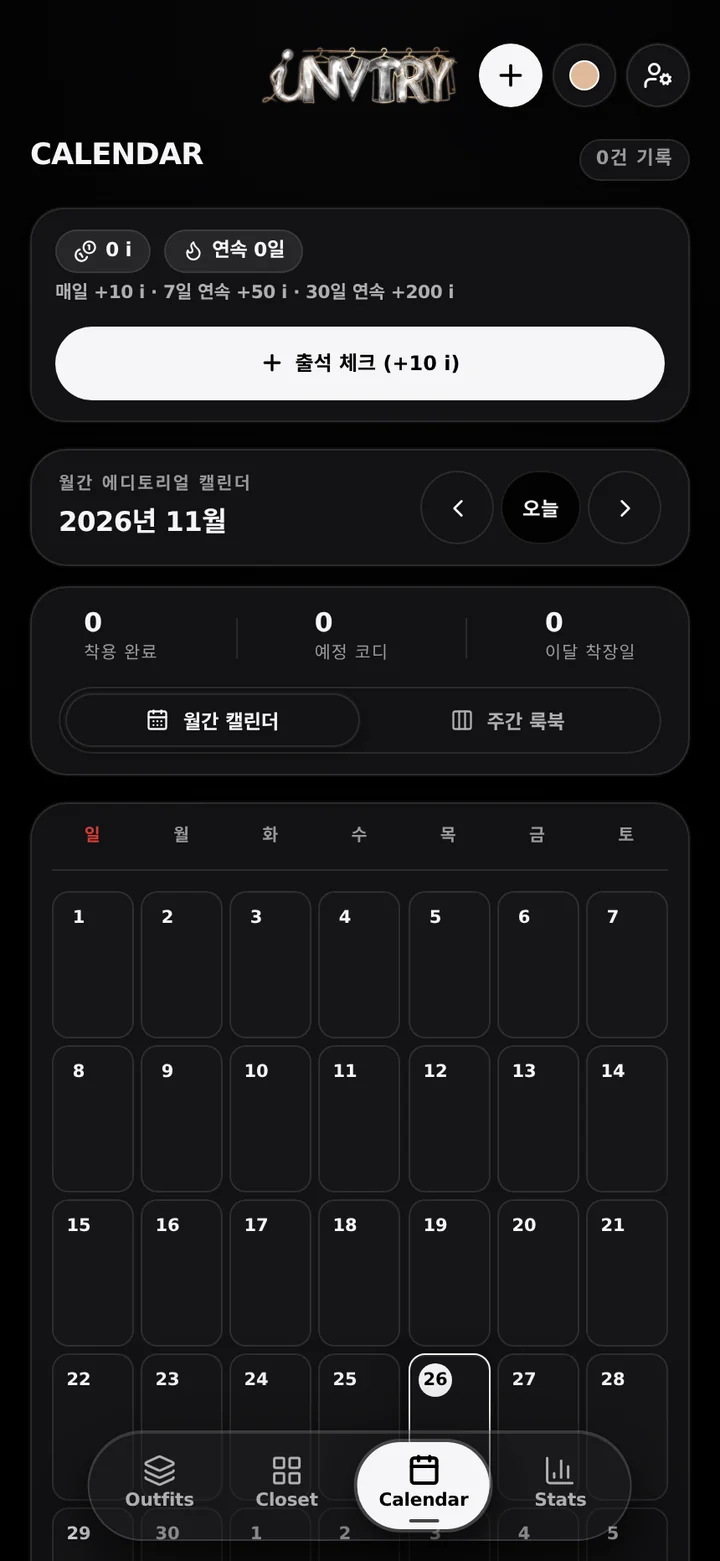 iNVTRY
CALENDAR
0건 기록
0 i
연속 0일
매일 +10 i · 7일 연속 +50 i · 30일 연속 +200 i
출석 체크 (+10 i)
월간 에디토리얼 캘린더
2026년 11월
오늘
0 0 0
착용 완료 예정 코디 이달 착장일
월간 캘린더 주간 룩북
일 월 화 수 목 금 토
1 2 3 4 5 6 7
8 9 10 11 12 13 14
15 16 17 18 19 20 21
22 23 24 25 26 27 28
Outfits Closet Calendar Stats
29 30 1 2 3 4 5